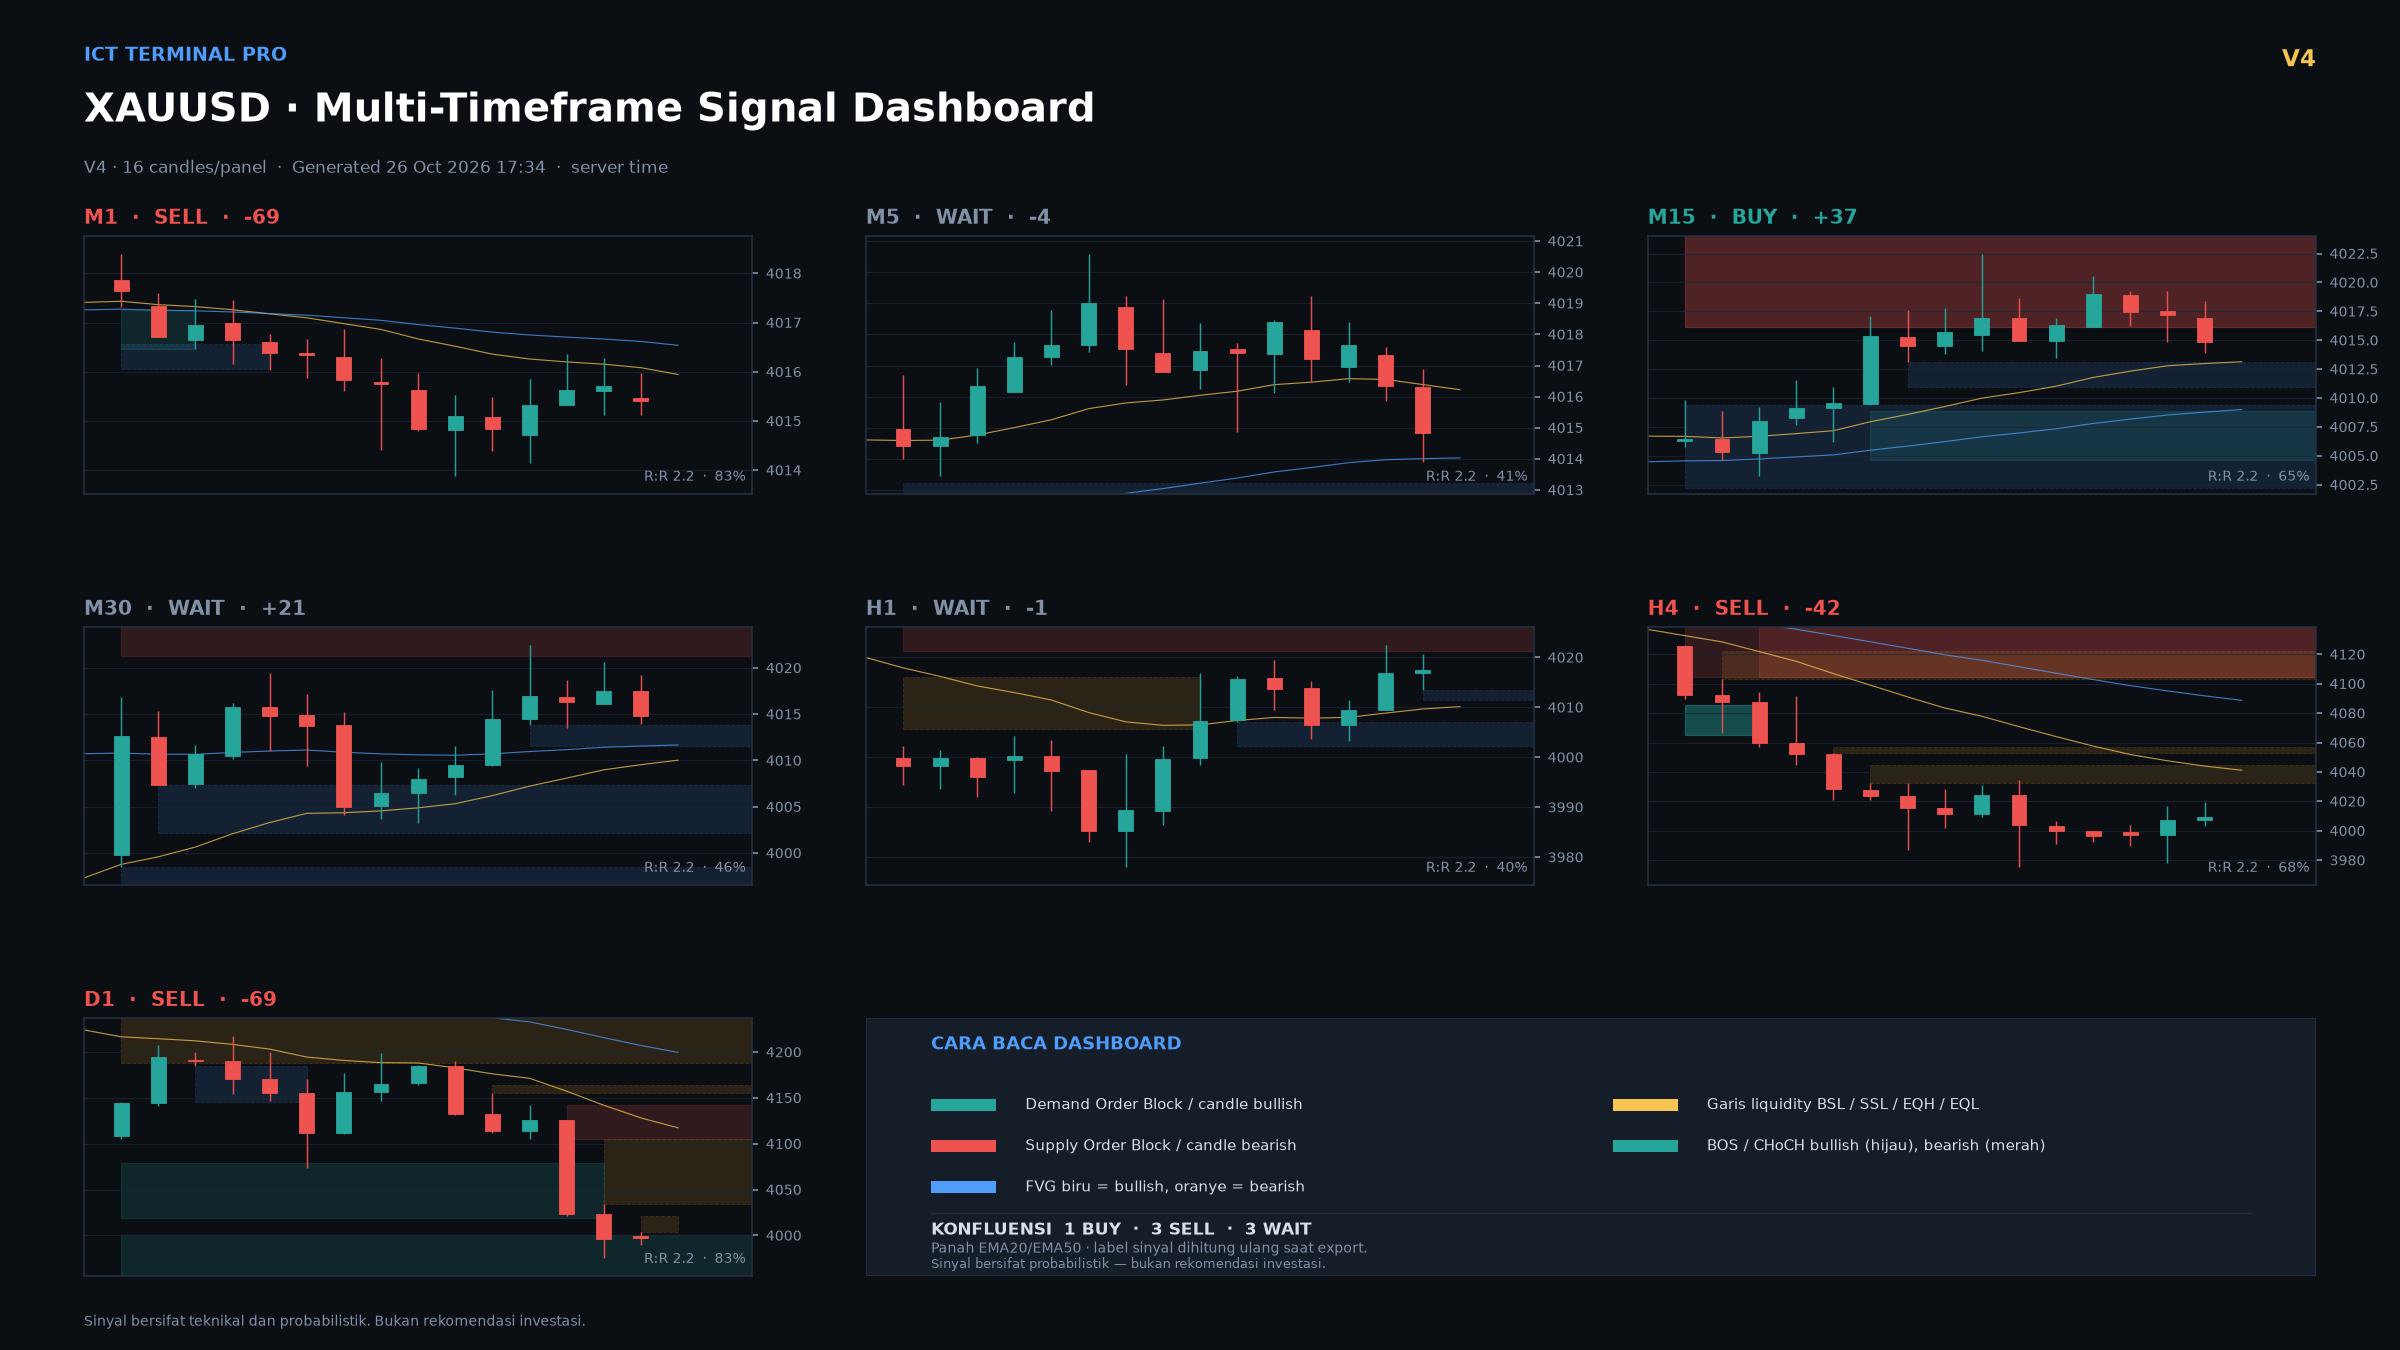 ICT TERMINAL PRO
V4
XAUUSD · Multi-Timeframe Signal Dashboard
V4 · 16 candles/panel · Generated 26 Oct 2026 17:34 · server time
M1 · SELL · -69
4018
4017
4016
4015
4014
R:R 2.2 · 83%
M5 · WAIT · -4
4021
4020
4019
4018
4017
4016
4015
4014
4013
R:R 2.2 · 41%
M15 · BUY · +37
4022.5
4020.0
4017.5
4015.0
4012.5
4010.0
4007.5
4005.0
4002.5
R:R 2.2 · 65%
M30 · WAIT · +21
4020
4015
4010
4005
4000
R:R 2.2 · 46%
H1 · WAIT · -1
4020
4010
4000
3990
3980
R:R 2.2 · 40%
H4 · SELL · -42
4120
4100
4080
4060
4040
4020
4000
3980
R:R 2.2 · 68%
D1 · SELL · -69
4200
4150
4100
4050
4000
R:R 2.2 · 83%
CARA BACA DASHBOARD
Demand Order Block / candle bullish
Garis liquidity BSL / SSL / EQH / EQL
Supply Order Block / candle bearish
BOS / CHoCH bullish (hijau), bearish (merah)
FVG biru = bullish, oranye = bearish
KONFLUENSI 1 BUY · 3 SELL · 3 WAIT
Panah EMA20/EMA50 · label sinyal dihitung ulang saat export.
Sinyal bersifat probabilistik — bukan rekomendasi investasi.
Sinyal bersifat teknikal dan probabilistik. Bukan rekomendasi investasi.